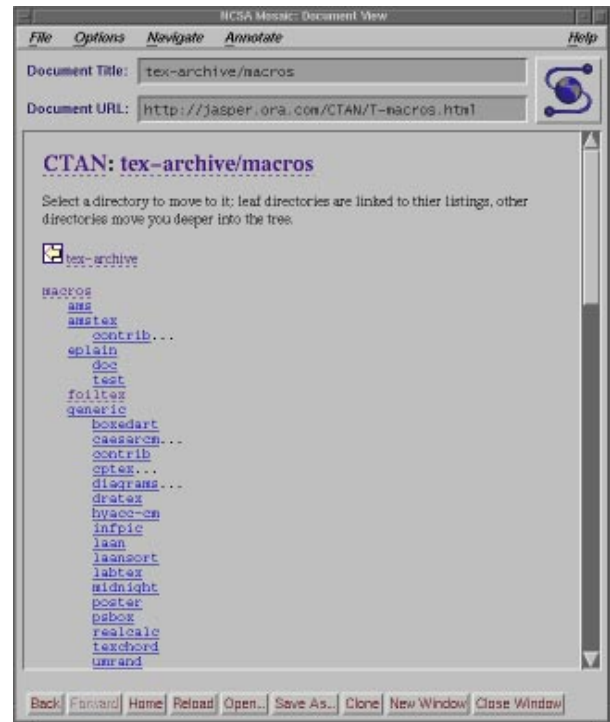 NCSA Mosaic: Document View
File Options Navigate Annotate Help
Document Title: tex-archive/macros
Document URL: http://jasper.ora.com/CTAN/T-macros.html
CTAN: tex-archive/macros
Select a directory to move to it; leaf directories are linked to thier listings, other
directories move you deeper into the tree.
tex-archive
macros
ams
amstex
contrib...
eplain
doc
test
foiltex
generic
boxedart
caesarcm...
contrib
cptex...
diagrams...
dratex
hyacc-cm
infpic
laan
laansort
labtex
midnight
poster
psbox
realcalc
texchord
umrand
Back Forward Home Reload Open... Save As... Clone New Window Close Window